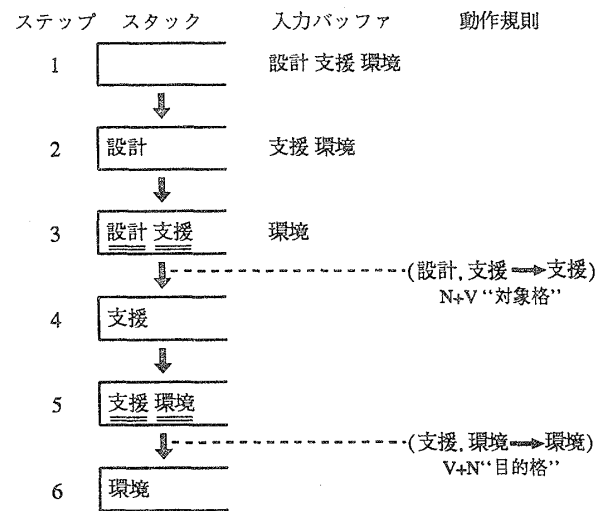 ステップ スタック 入力バッファ 動作規則
1 設計 支援 環境
2 設計 支援 環境
3 設計 支援 環境
(設計, 支援 ➡ 支援)
N+V “対象格”
4 支援
5 支援 環境
(支援, 環境 ➡ 環境)
V+N“目的格”
6 環境